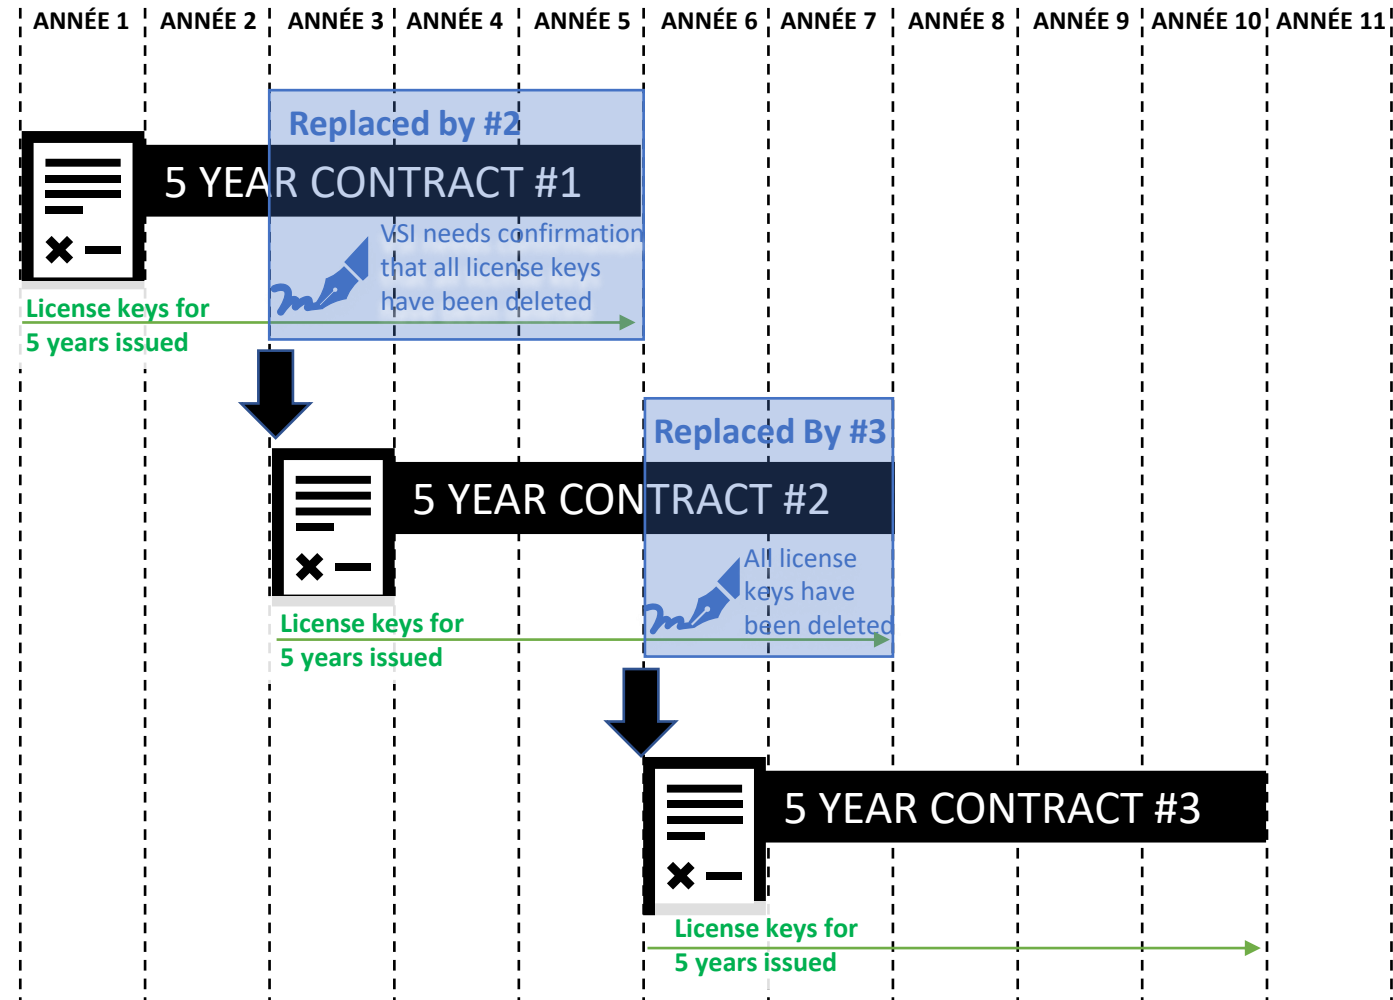 ANNÉE 1 ANNÉE 2 ANNÉE 3 ANNÉE 4 ANNÉE 5 ANNÉE 6 ANNÉE 7 ANNÉE 8 ANNÉE 9 ANNÉE 10 ANNÉE 11
Replaced by #2
5 YEAR CONTRACT #1
VSI needs confirmation
that all license keys
have been deleted
License keys for
5 years issued
Replaced By #3
5 YEAR CONTRACT #2
All license
keys have
been deleted
License keys for
5 years issued
5 YEAR CONTRACT #3
License keys for
5 years issued